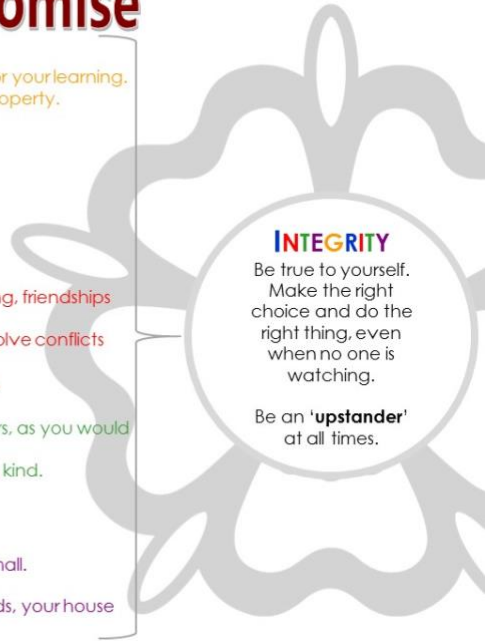 omise
r your learning.
operty.
g, friendships
olve conflicts
rs, as you would
kind.
hall.
ds, your house
INTEGRITY
Be true to yourself.
Make the right
choice and do the
right thing, even
when no one is
watching.
Be an ‘upstander’
at all times.